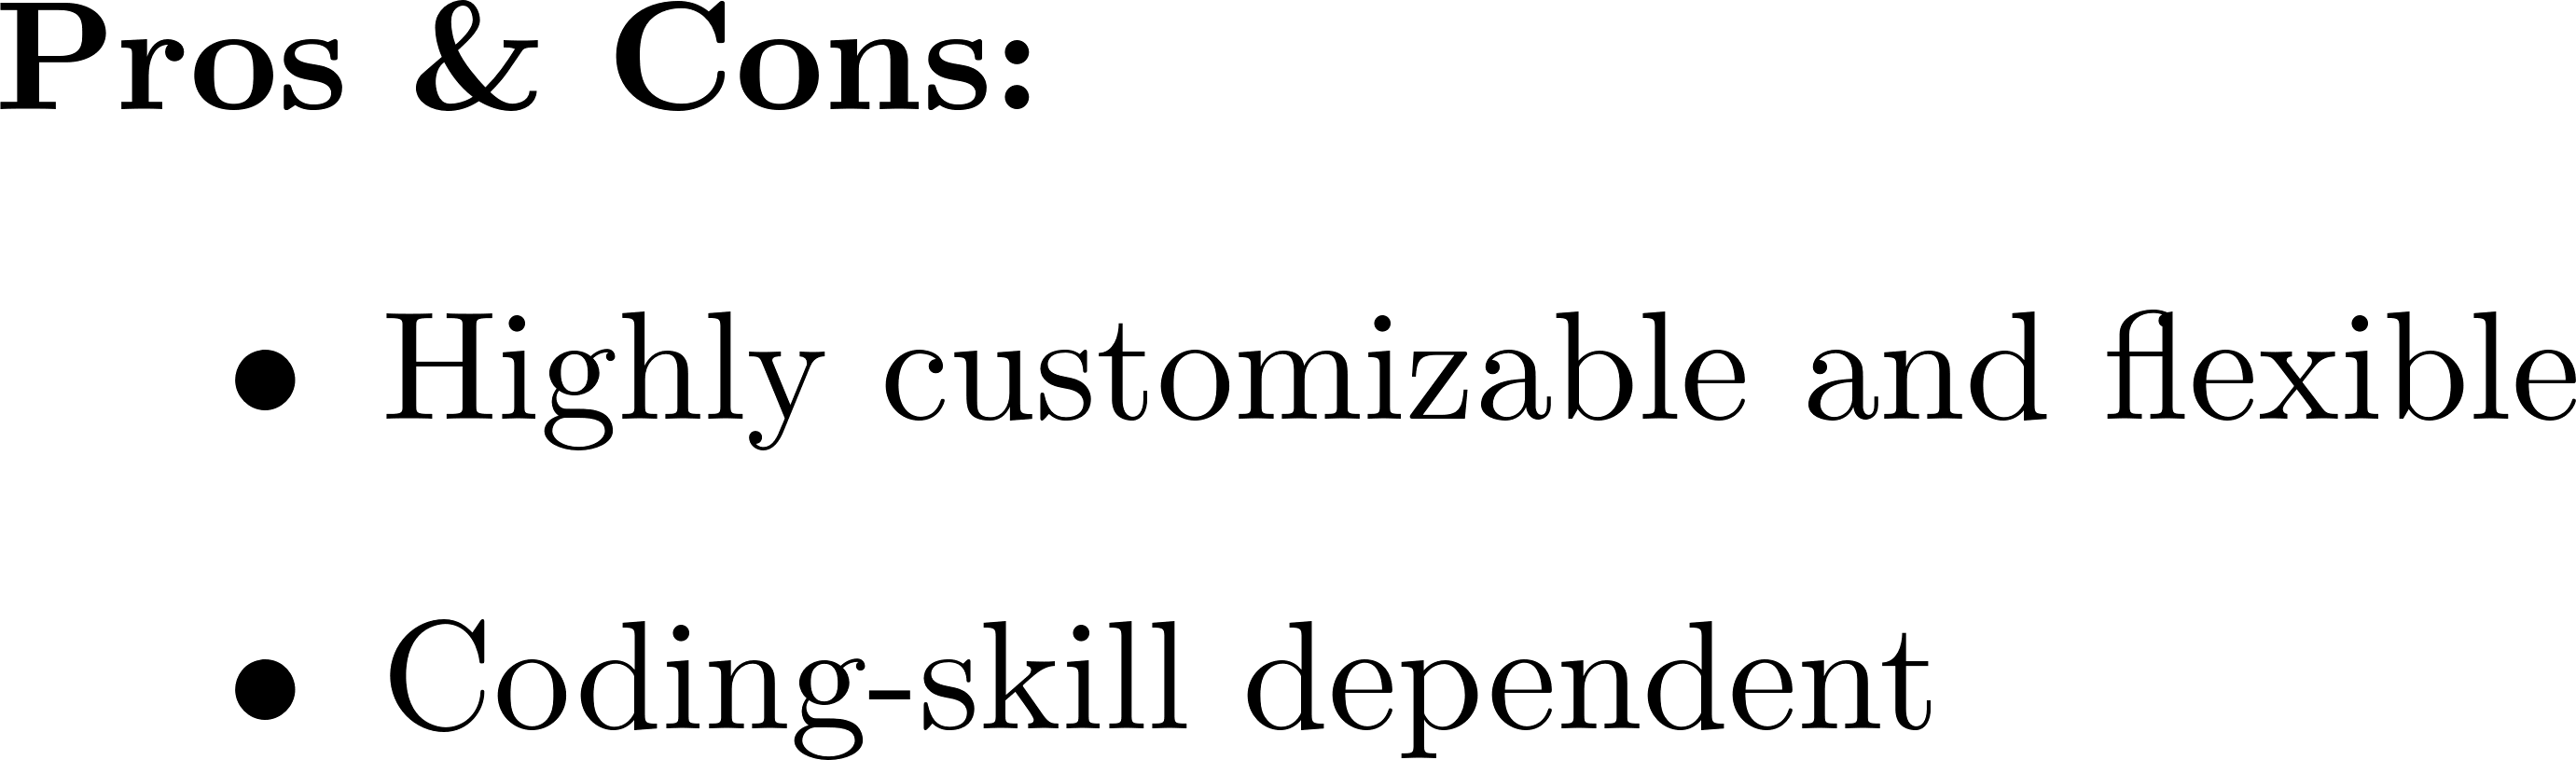 Pros & Cons:
• Highly customizable and flexible
• Coding-skill dependent